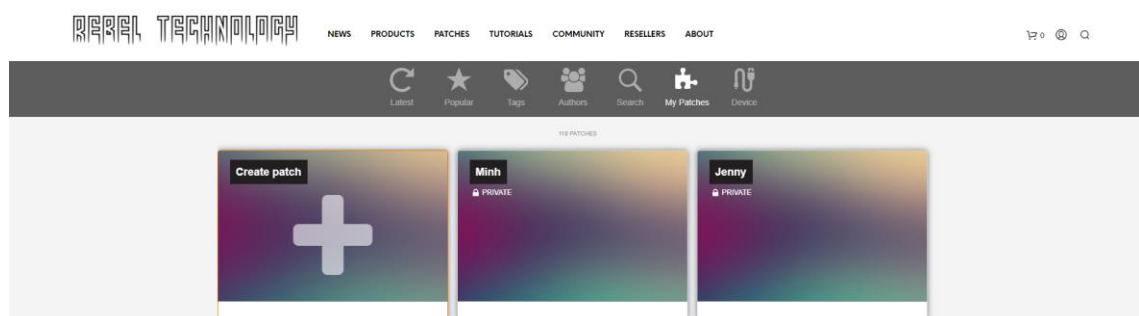 REBEL TECHNOLOGY NEWS PRODUCTS PATCHES TUTORIALS COMMUNITY RESELLERS ABOUT 0
Latest Popular Tags Authors Search My Patches Device
PATCHES
Create patch Minh Jenny
PRIVATE PRIVATE